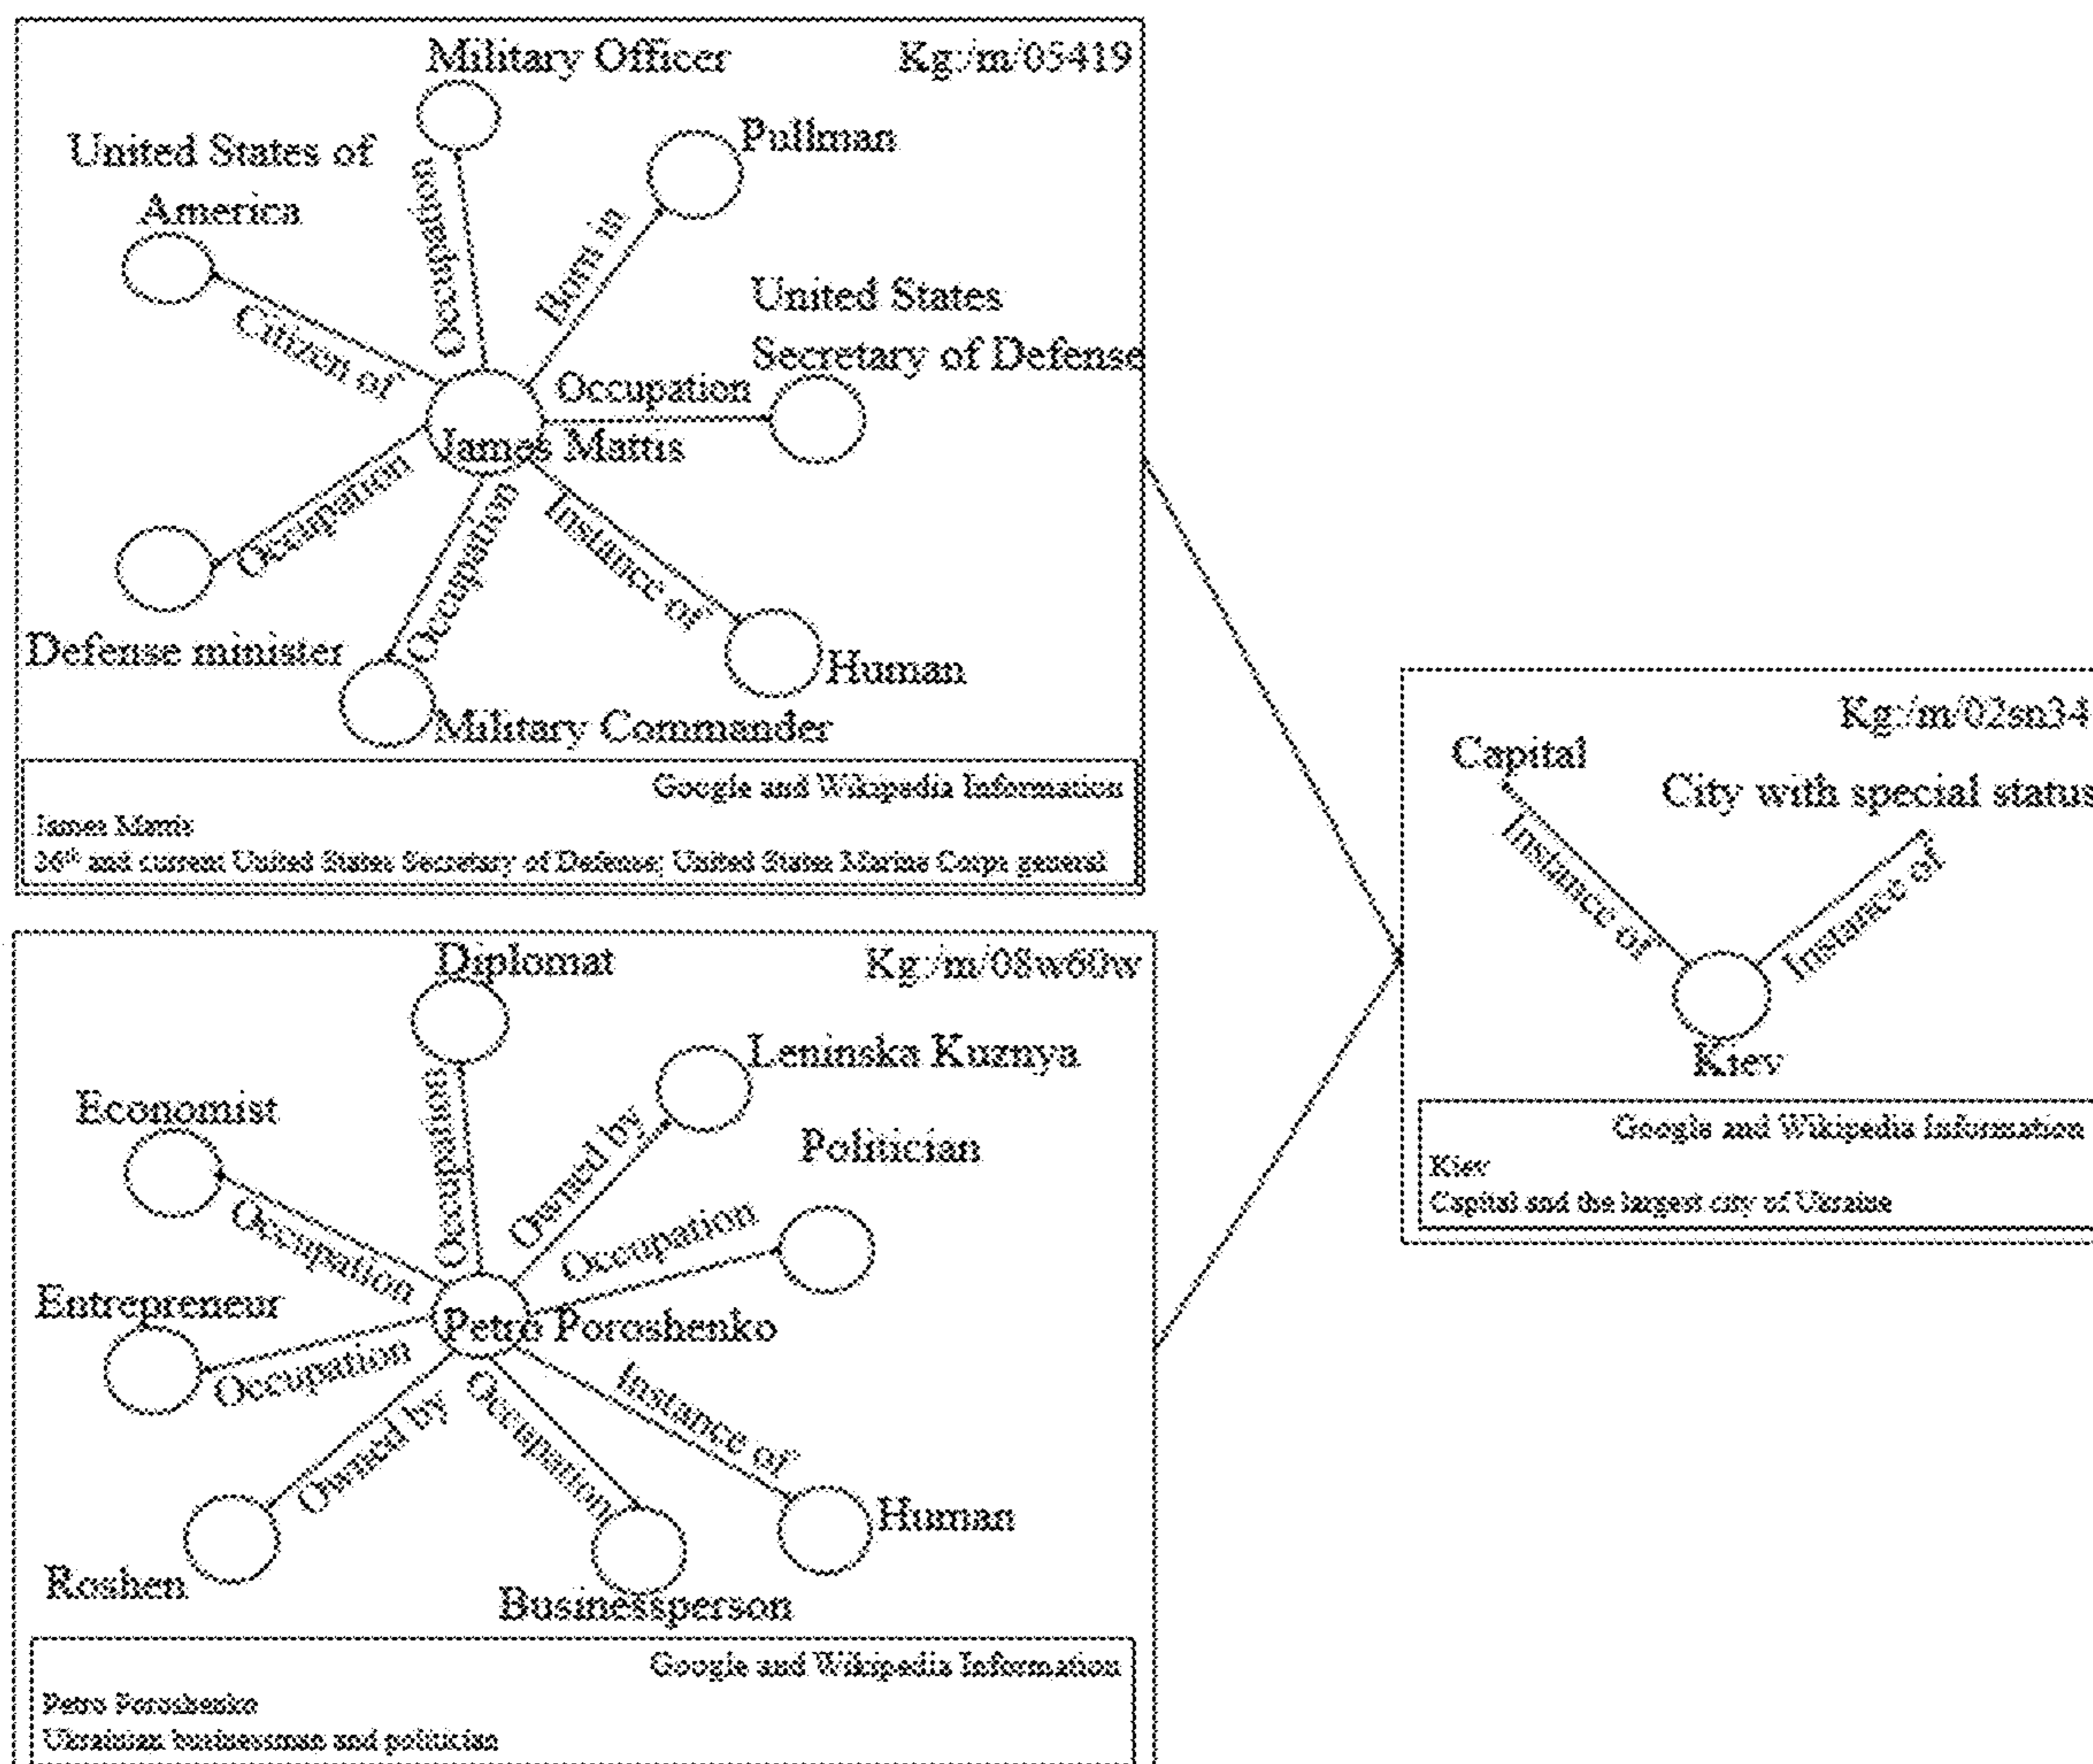 Military Officer
Kg:/m/05419
Pullman
United States of
America
Occupation
Born in
Citizen of
United States
Secretary of Defense
Occupation
James Mattis
Occupation
Occupation
Instance of
Defense minister
Human
Military Commander
Google and Wikipedia Information
James Mattis
26th and current United States Secretary of Defense; United States Marine Corps general
Diplomat
Kg:/m/08w60w
Leninska Kuznya
Economist
Occupation
Owned by
Politician
Occupation
Occupation
Entrepreneur
Petro Poroshenko
Occupation
Owned by
Occupation
Instance of
Human
Roshen
Businessperson
Google and Wikipedia Information
Petro Poroshenko
Ukrainian businessman and politician
Kg:/m/02sn34
Capital
City with special status
Instance of
Instance of
Kiev
Google and Wikipedia Information
Kiev
Capital and the largest city of Ukraine